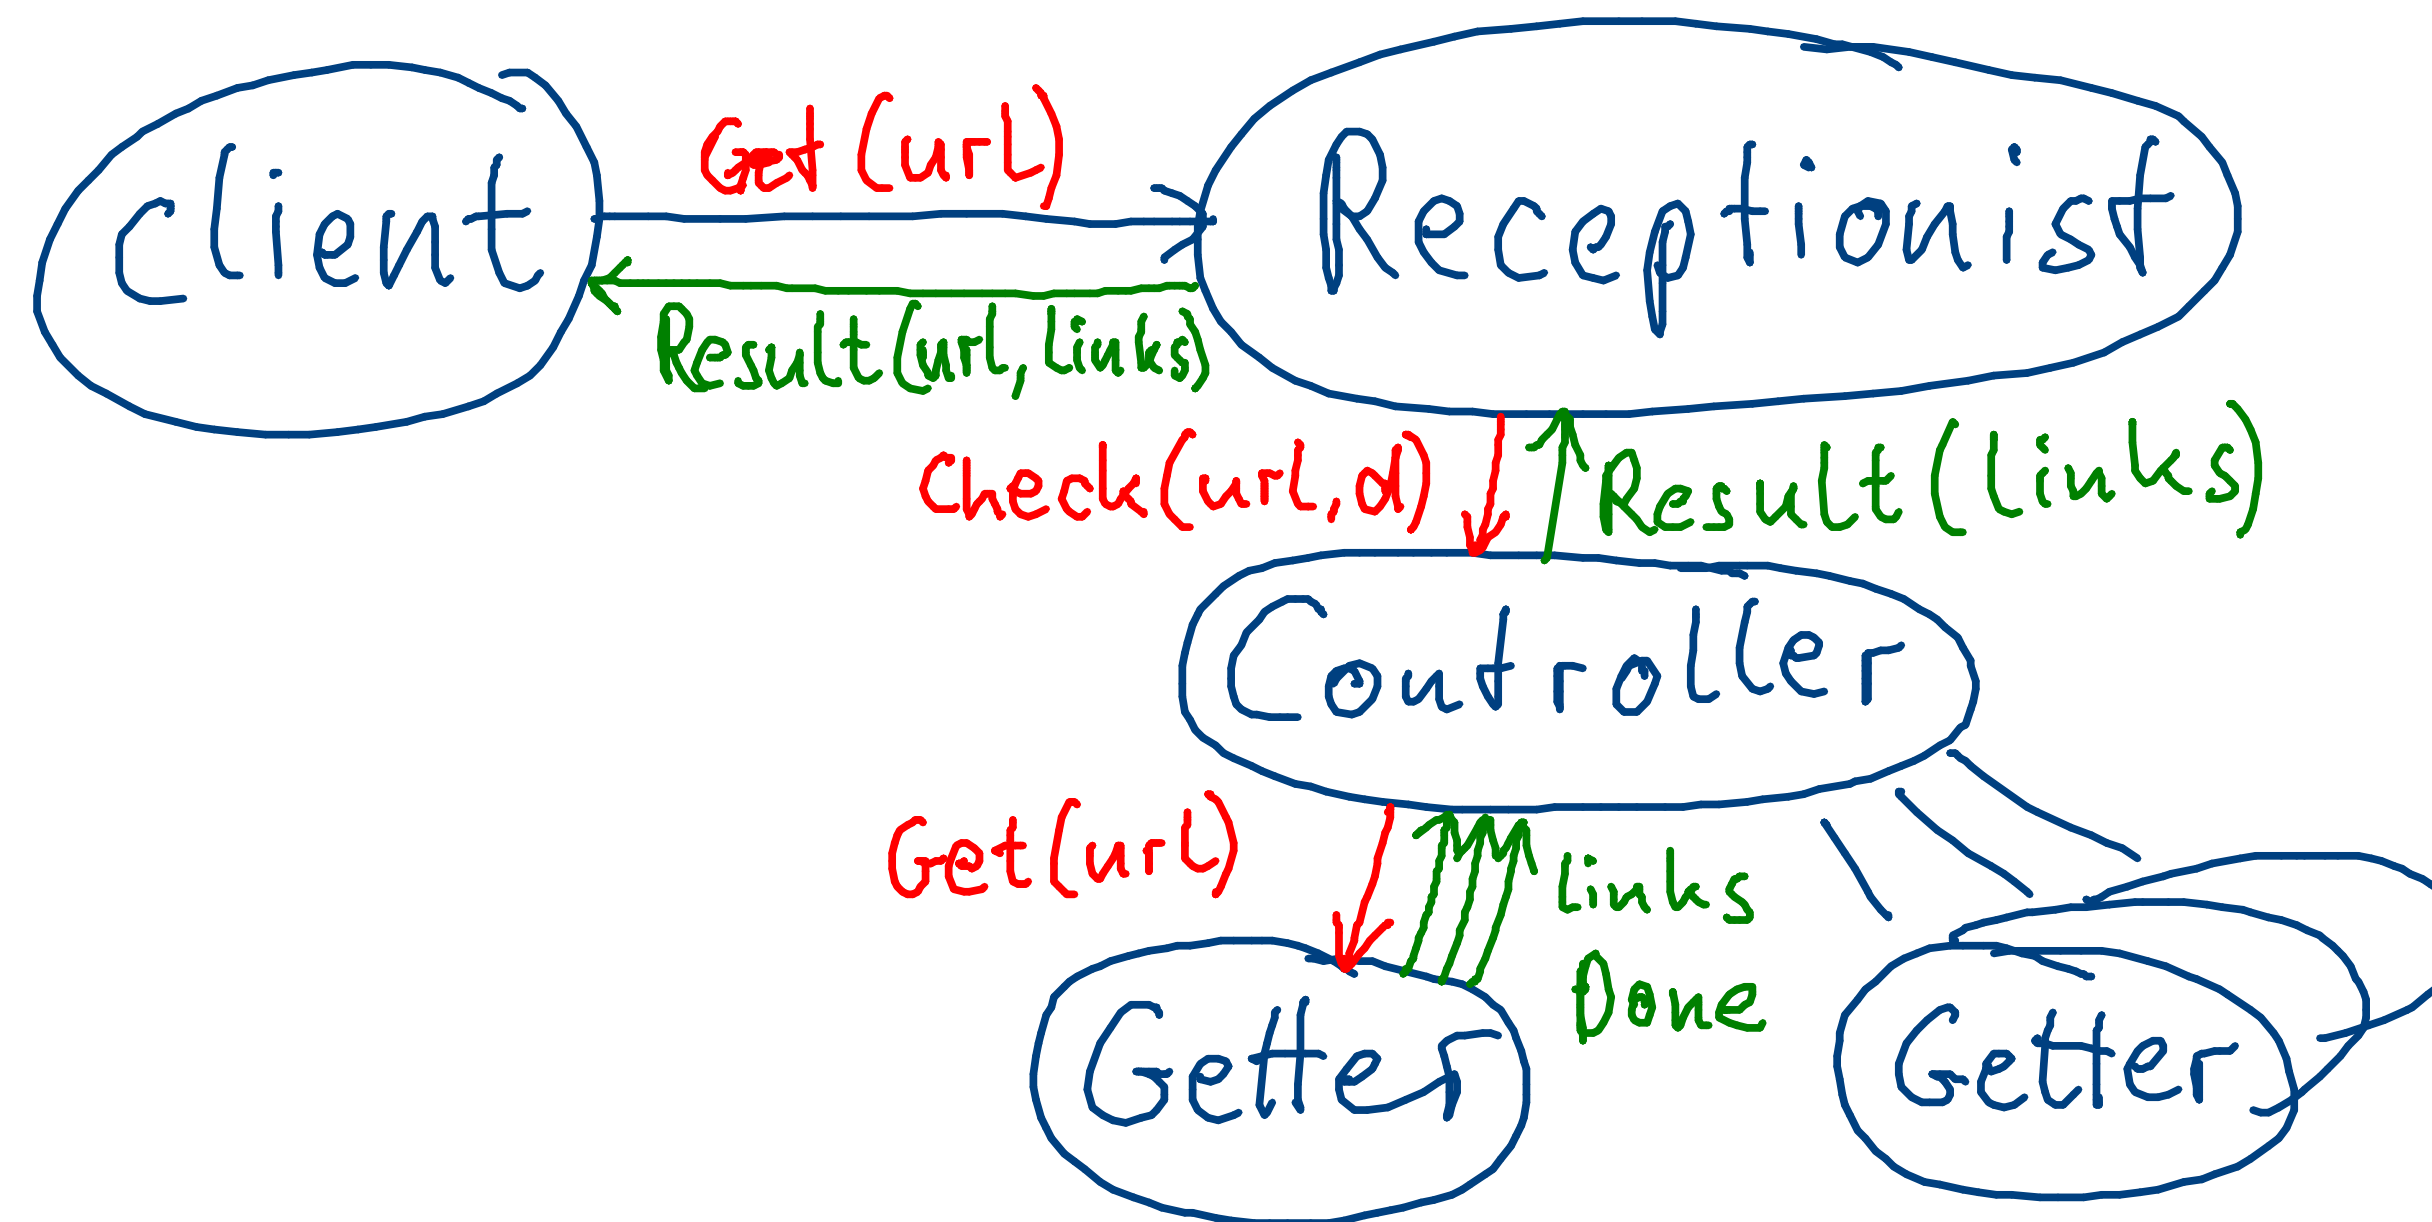 Client
Get(url)
Receptionist
Result(url, links)
Check(url, d)
Result(links)
Controller
Get(url)
links
Done
Getter
Getter